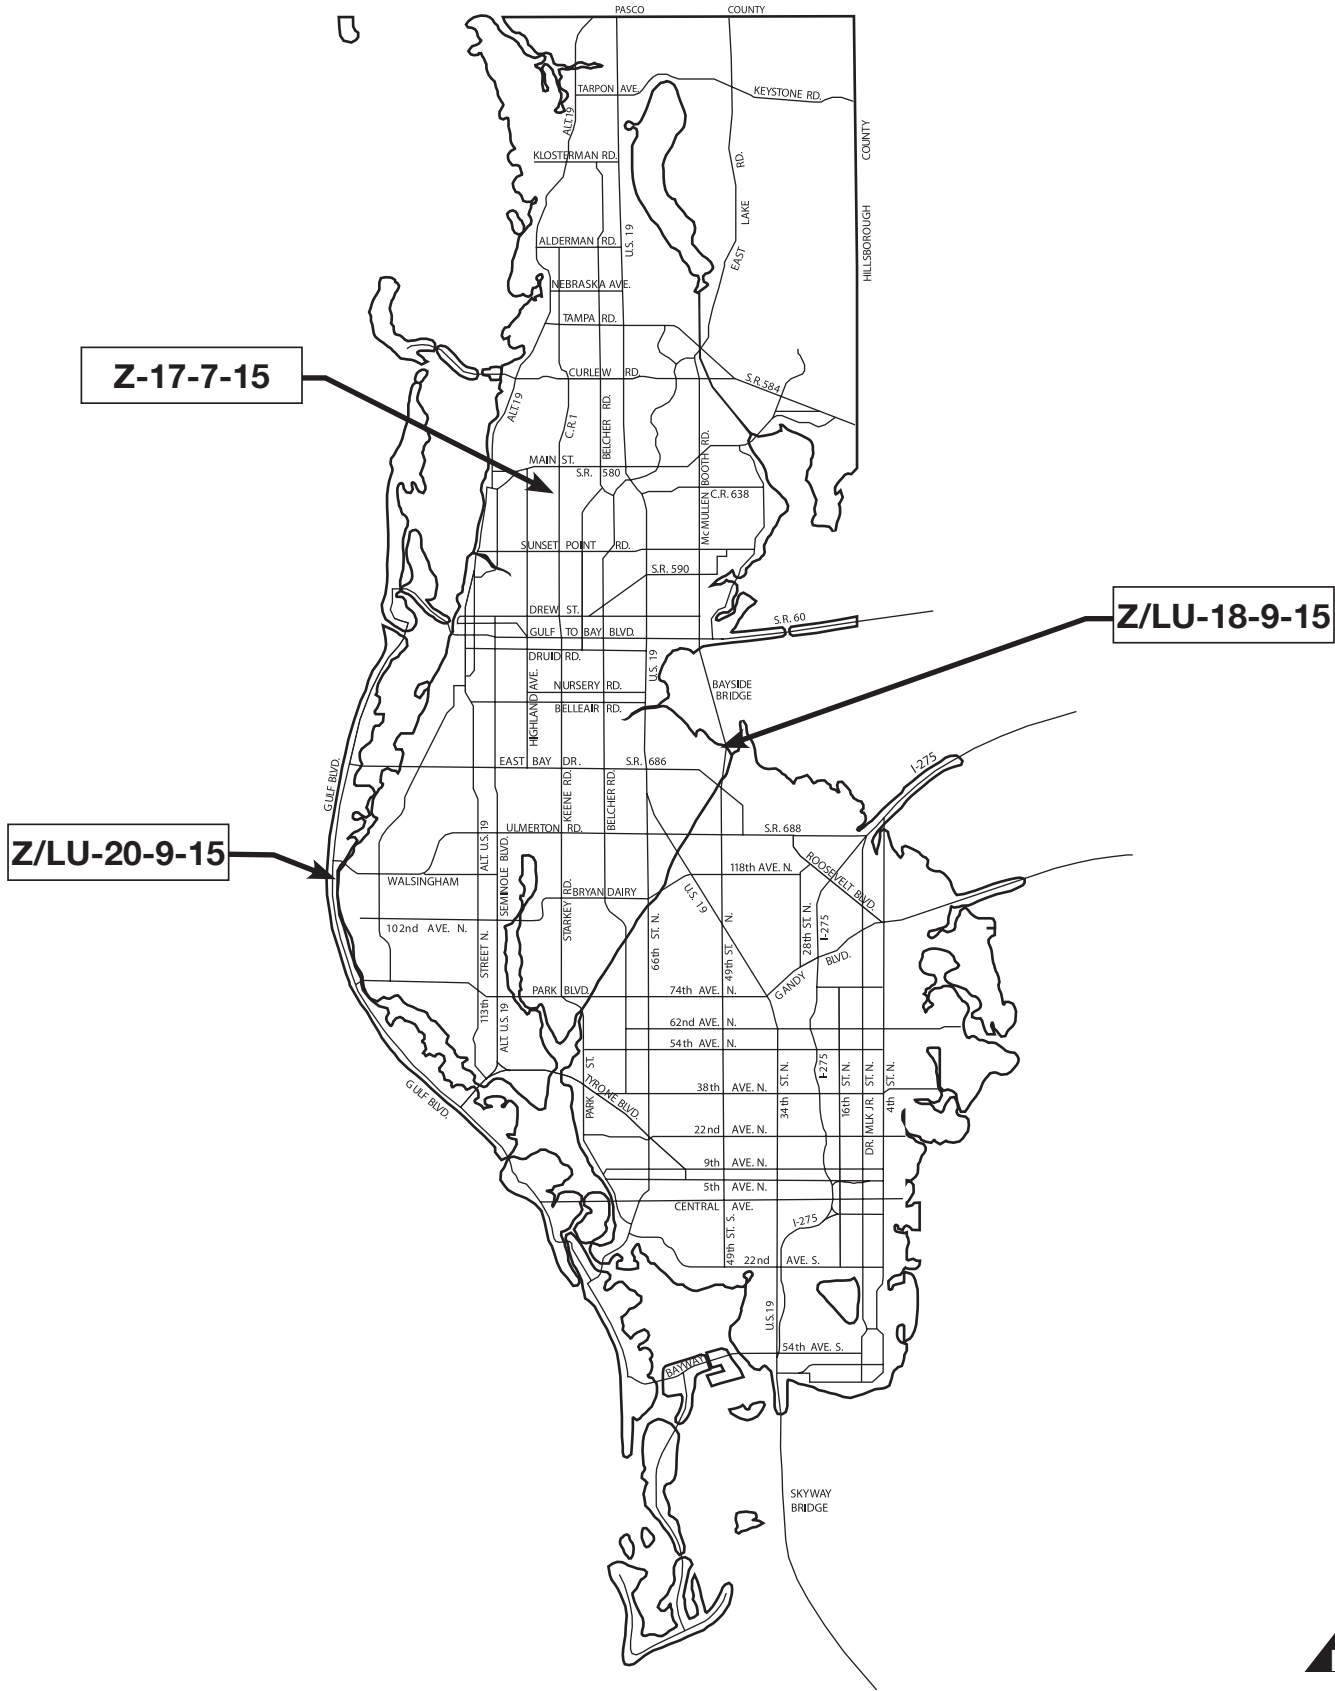 PASCO COUNTY
TARPON AVE.
KEYSTONE RD.
ALT.19
HILLSBOROUGH COUNTY
KLOSTERMAN RD.
EAST LAKE RD.
U.S. 19
ALDERMAN RD.
NEBRASKA AVE.
TAMPA RD.
Z-17-7-15
CURLEW RD.
S.R. 584
ALT.19
C.R.1
BELCHER RD.
MAIN ST.
S.R. 580
Mc MULLEN BOOTH RD.
C.R. 638
SUNSET POINT RD.
S.R. 590
DREW ST.
S.R. 60
Z/LU-18-9-15
GULF TO BAY BLVD.
DRUID RD.
U.S. 19
BAYSIDE
BRIDGE
HIGHLAND AVE.
NURSERY RD.
BELLEAIR RD.
EAST BAY DR. S.R. 686
I-275
GULF BLVD.
KEENE RD.
BELCHER RD.
ULMERTON RD.
S.R. 688
ALT. U.S. 19
SEMINOLE BLVD.
Z/LU-20-9-15
WALSINGHAM
118th AVE. N.
ROOSEVELT BLVD.
STARKEY RD.
BRYAN DAIRY
U.S. 19
102nd AVE. N.
66th ST. N.
49th ST. N.
28th ST. N.
I-275
GANDY BLVD.
113th STREET N.
PARK BLVD.
74th AVE. N.
ALT. U.S. 19
62nd AVE. N.
54th AVE. N.
PARK ST.
TYRONE BLVD.
38th AVE. N.
34th ST. N.
I-275
16th ST. N.
DR. MLK JR. ST. N.
4th ST. N.
GULF BLVD.
22nd AVE. N.
9th AVE. N.
5th AVE. N.
CENTRAL AVE.
I-275
49th ST. S.
22nd AVE. S.
U.S.19
54th AVE. S.
BAYWAY
SKYWAY
BRIDGE